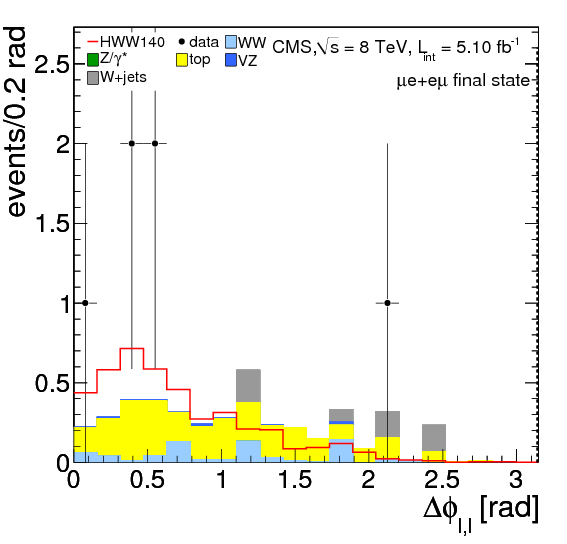 HWW140 data WW CMS,√s = 8 TeV, L_int = 5.10 fb⁻¹
Z/γ* top VZ
W+jets μe+eμ final state
events/0.2 rad
2.5
2
1.5
1
0.5
0
0 0.5 1 1.5 2 2.5 3
Δϕ_l,l [rad]